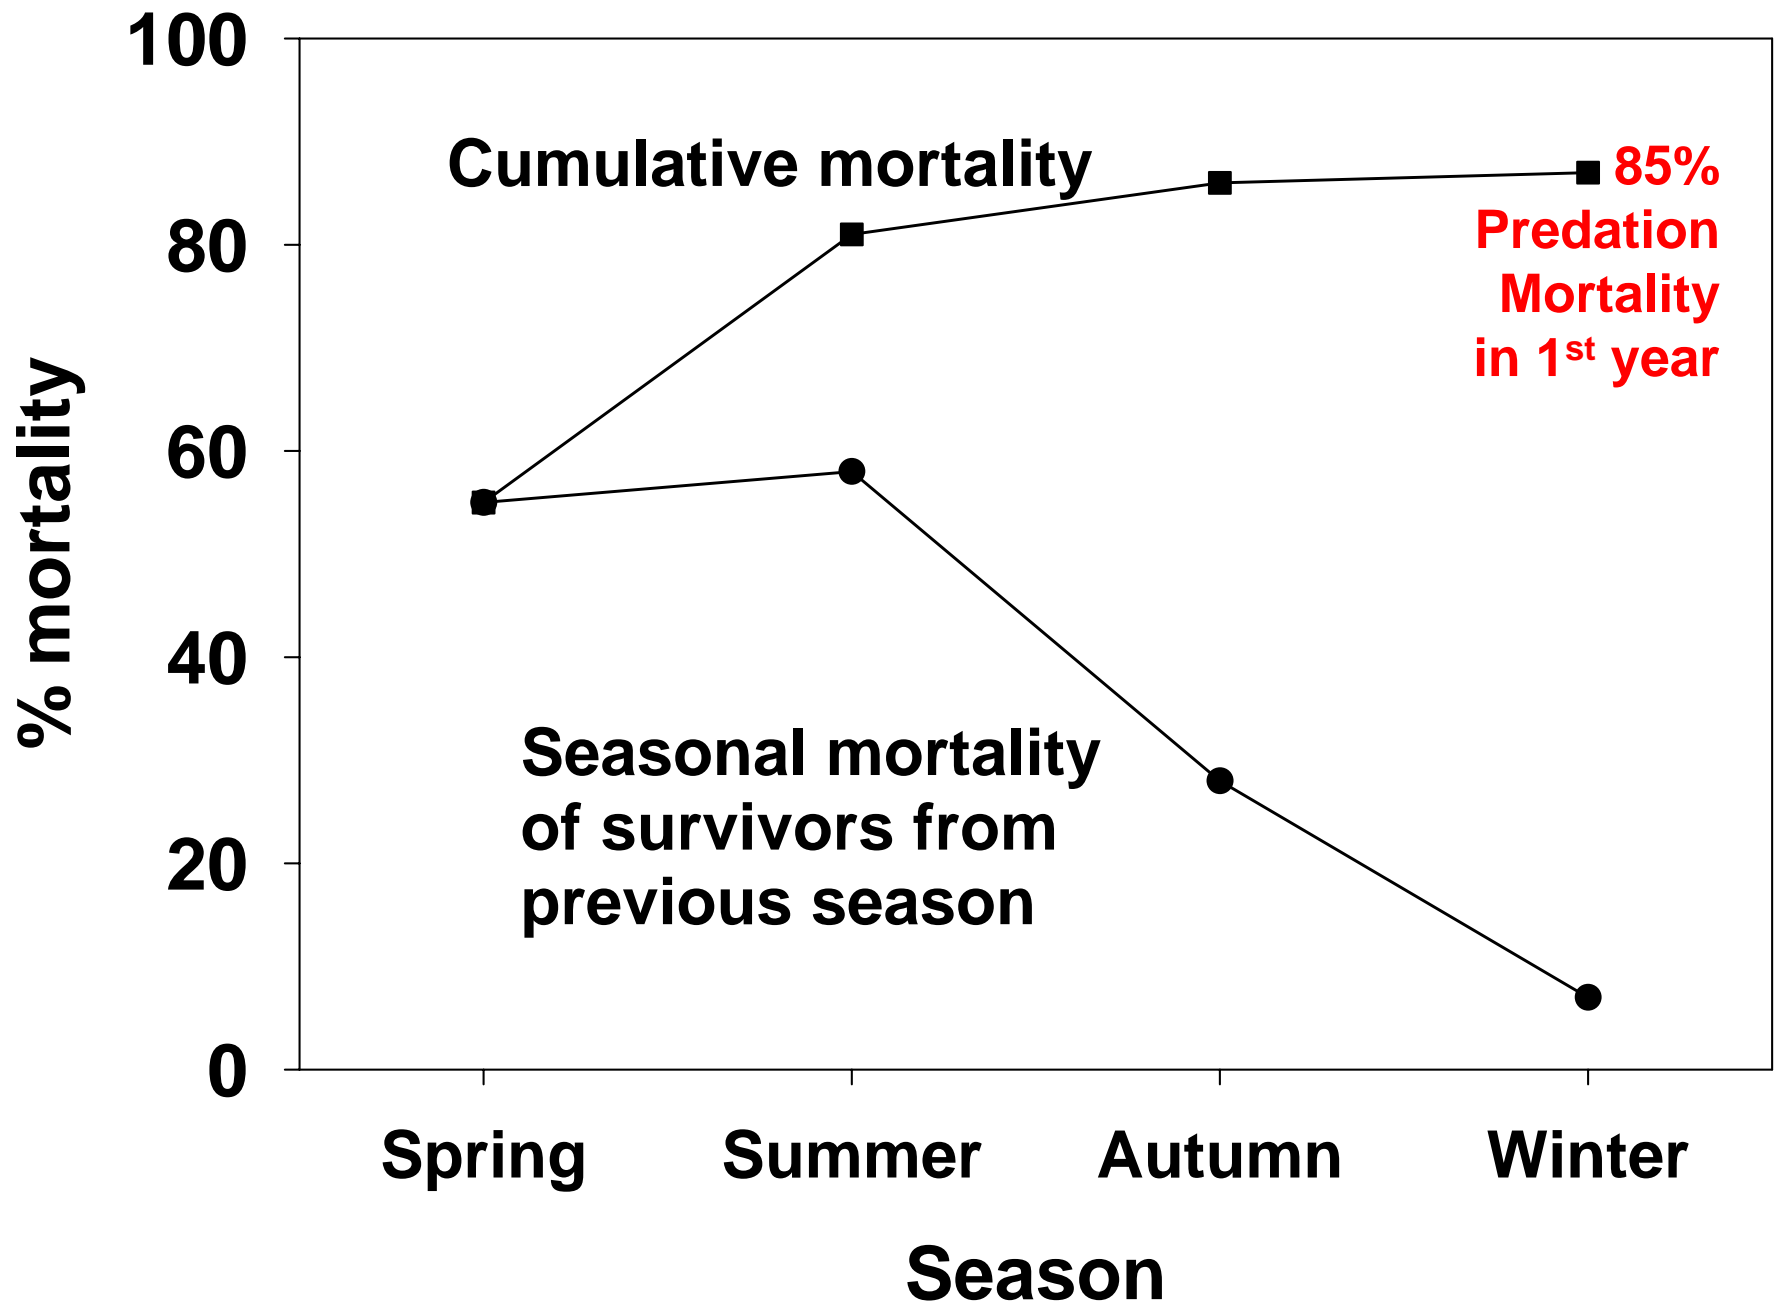 100
80
60
40
20
0
% mortality
Cumulative mortality
85%
Predation
Mortality
in 1st year
Seasonal mortality
of survivors from
previous season
Spring
Summer
Autumn
Winter
Season